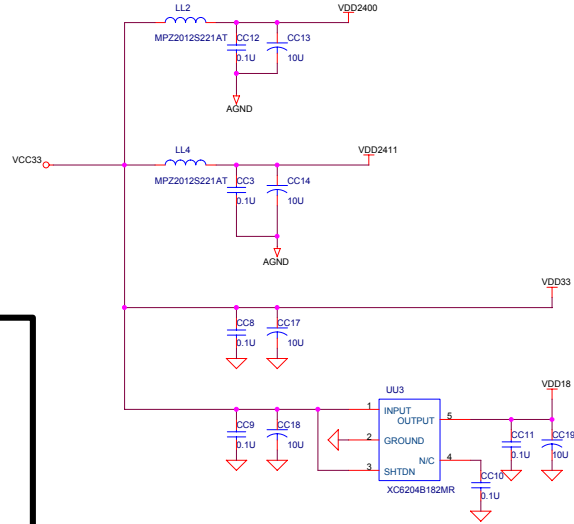 LL2
VDD2400
MPZ2012S221AT
CC12
CC13
0.1U
10U
AGND
VCC33
LL4
VDD2411
MPZ2012S221AT
CC3
CC14
0.1U
10U
AGND
VDD33
CC8
CC17
0.1U
10U
UU3
VDD18
1
INPUT
OUTPUT
5
CC9
CC18
0.1U
10U
2
GROUND
CC11
CC19
0.1U
10U
N/C
4
3
SHTDN
CC10
0.1U
XC6204B182MR